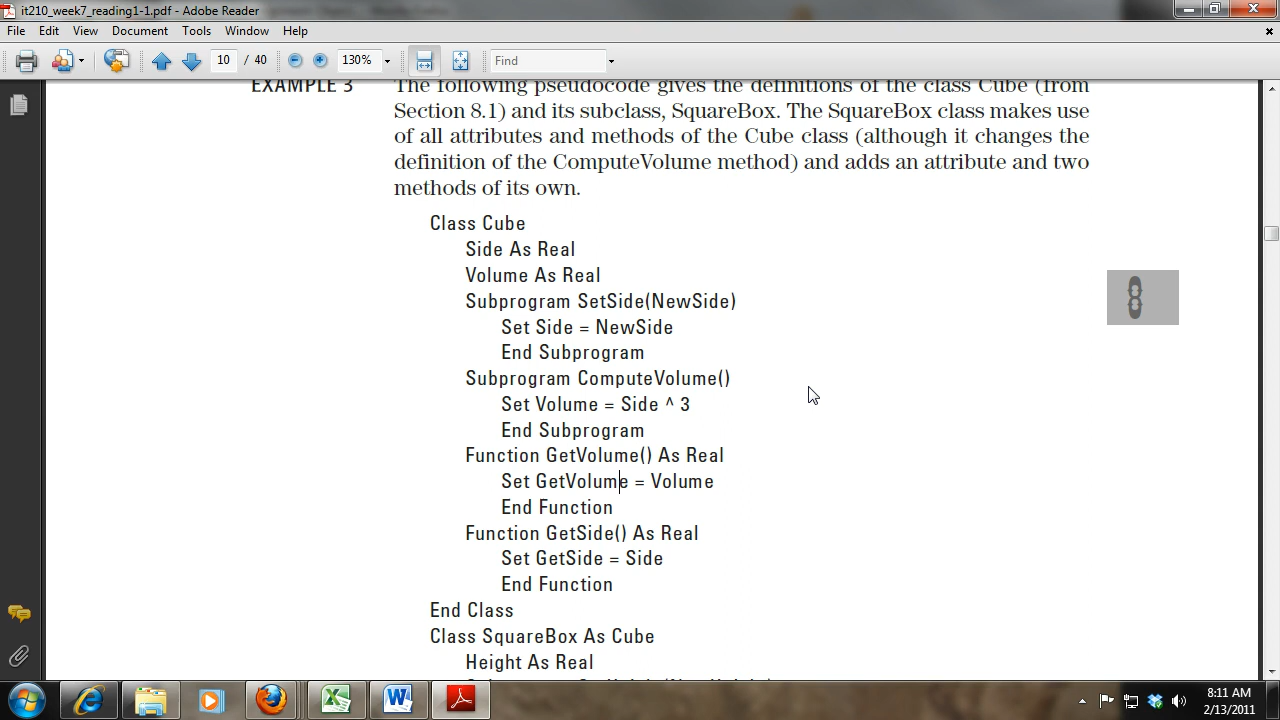 it210_week7_reading1-1.pdf - Adobe Reader
File Edit View Document Tools Window Help
10 / 40 130% Find
EXAMPLE 3 The following pseudocode gives the definitions of the class Cube (from
Section 8.1) and its subclass, SquareBox. The SquareBox class makes use
of all attributes and methods of the Cube class (although it changes the
definition of the ComputeVolume method) and adds an attribute and two
methods of its own.
Class Cube
Side As Real
Volume As Real
Subprogram SetSide(NewSide)
Set Side = NewSide
End Subprogram
Subprogram ComputeVolume()
Set Volume = Side ^ 3
End Subprogram
Function GetVolume() As Real
Set GetVolume = Volume
End Function
Function GetSide() As Real
Set GetSide = Side
End Function
End Class
Class SquareBox As Cube
Height As Real
8
8:11 AM
2/13/2011